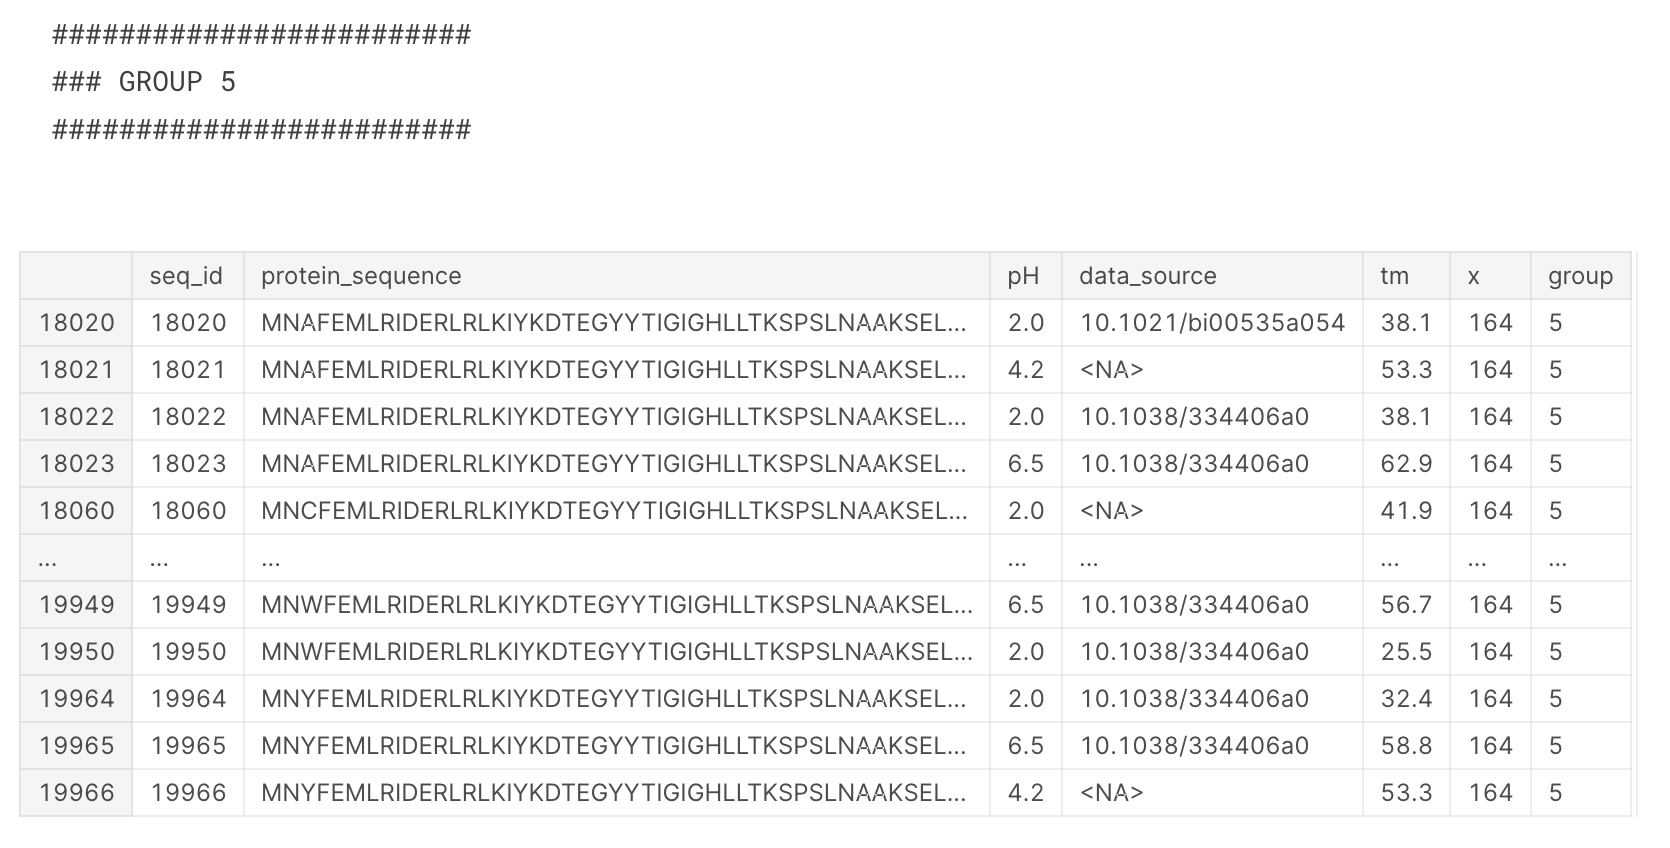 #########################
### GROUP 5
#########################
seq_id protein_sequence pH data_source tm x group
18020 18020 MNAFEMLRIDERLRLKIYKDTEGYYTIGIGHLLTKSPSLNAAKSEL... 2.0 10.1021/bi00535a054 38.1 164 5
18021 18021 MNAFEMLRIDERLRLKIYKDTEGYYTIGIGHLLTKSPSLNAAKSEL... 4.2 <NA> 53.3 164 5
18022 18022 MNAFEMLRIDERLRLKIYKDTEGYYTIGIGHLLTKSPSLNAAKSEL... 2.0 10.1038/334406a0 38.1 164 5
18023 18023 MNAFEMLRIDERLRLKIYKDTEGYYTIGIGHLLTKSPSLNAAKSEL... 6.5 10.1038/334406a0 62.9 164 5
18060 18060 MNCFEMLRIDERLRLKIYKDTEGYYTIGIGHLLTKSPSLNAAKSEL... 2.0 <NA> 41.9 164 5
... ... ... ... ... ... ... ...
19949 19949 MNWFEMLRIDERLRLKIYKDTEGYYTIGIGHLLTKSPSLNAAKSEL... 6.5 10.1038/334406a0 56.7 164 5
19950 19950 MNWFEMLRIDERLRLKIYKDTEGYYTIGIGHLLTKSPSLNAAKSEL... 2.0 10.1038/334406a0 25.5 164 5
19964 19964 MNYFEMLRIDERLRLKIYKDTEGYYTIGIGHLLTKSPSLNAAKSEL... 2.0 10.1038/334406a0 32.4 164 5
19965 19965 MNYFEMLRIDERLRLKIYKDTEGYYTIGIGHLLTKSPSLNAAKSEL... 6.5 10.1038/334406a0 58.8 164 5
19966 19966 MNYFEMLRIDERLRLKIYKDTEGYYTIGIGHLLTKSPSLNAAKSEL... 4.2 <NA> 53.3 164 5